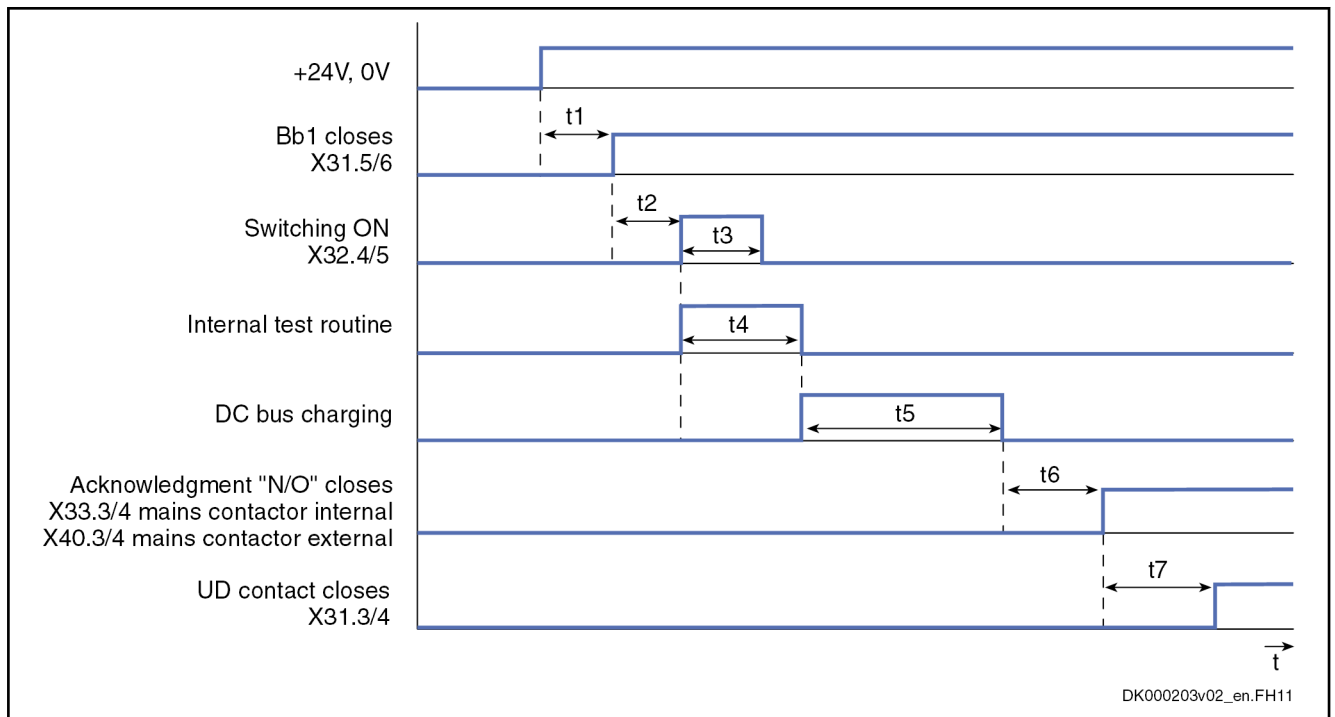 +24V, 0V
t1
Bb1 closes
X31.5/6
t2
Switching ON
X32.4/5
t3
Internal test routine
t4
DC bus charging
t5
Acknowledgment "N/O" closes
X33.3/4 mains contactor internal
X40.3/4 mains contactor external
t6
UD contact closes
X31.3/4
t7
t
DK000203v02_en.FH11